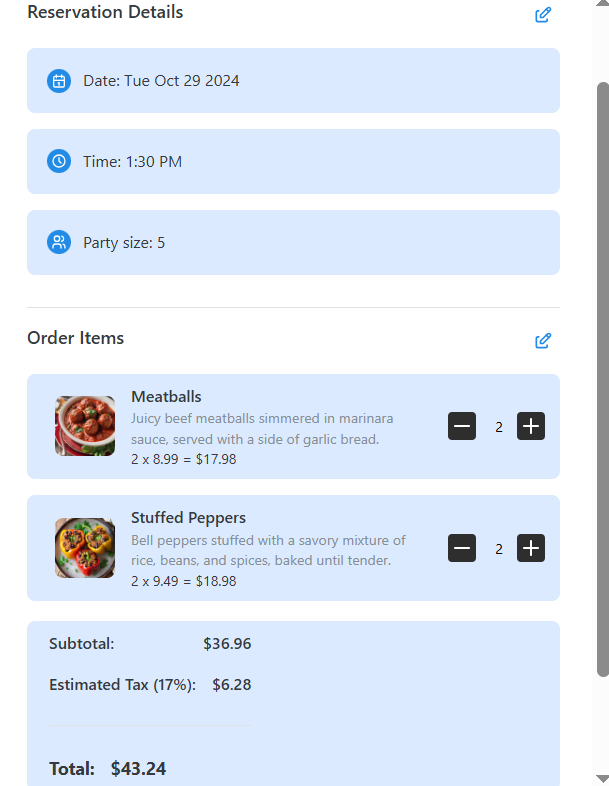 Reservation Details
Date: Tue Oct 29 2024
Time: 1:30 PM
Party size: 5
Order Items
Meatballs
Juicy beef meatballs simmered in marinara
sauce, served with a side of garlic bread.
2 x 8.99 = $17.98
2
Stuffed Peppers
Bell peppers stuffed with a savory mixture of
rice, beans, and spices, baked until tender.
2 x 9.49 = $18.98
2
Subtotal: $36.96
Estimated Tax (17%): $6.28
Total: $43.24